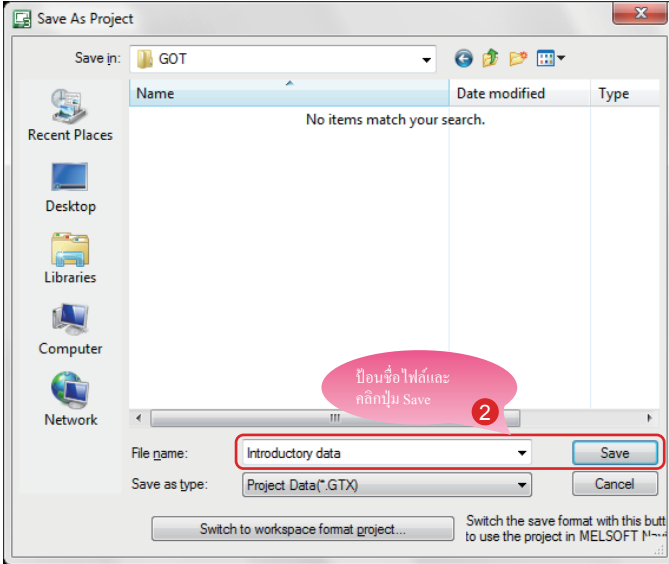 Save As Project
Save in:
GOT
Name
Date modified
Type
No items match your search.
Recent Places
Desktop
Libraries
Computer
Network
ป้อนชื่อไฟล์และ
คลิกปุ่ม Save
2
File name:
Introductory data
Save
Save as type:
Project Data(*.GTX)
Cancel
Switch to workspace format project...
Switch the save format with this butt
to use the project in MELSOFT Navi